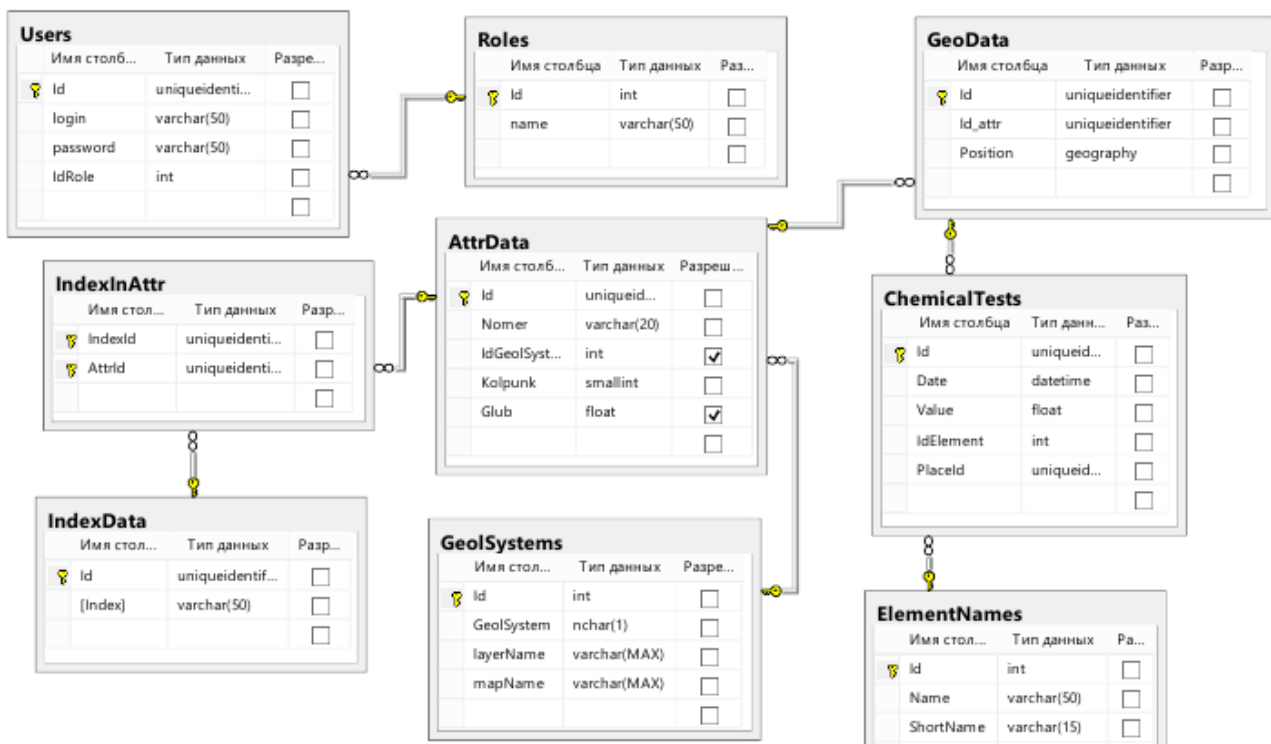 Users
Имя столб... Тип данных Разре...
Id uniqueidenti...
login varchar(50)
password varchar(50)
IdRole int
Roles
Имя столбца Тип данных Раз...
Id int
name varchar(50)
GeoData
Имя столбца Тип данных Разр...
Id uniqueidentifier
Id_attr uniqueidentifier
Position geography
IndexInAttr
Имя стол... Тип данных Разр...
IndexId uniqueidenti...
AttrId uniqueidenti...
AttrData
Имя столб... Тип данных Разреш...
Id uniqueid...
Nomer varchar(20)
IdGeolSyst... int
Kolpunk smallint
Glub float
ChemicalTests
Имя столбца Тип данн... Раз...
Id uniqueid...
Date datetime
Value float
IdElement int
PlaceId uniqueid...
IndexData
Имя стол... Тип данных Разр...
Id uniqueidentif...
[Index] varchar(50)
GeolSystems
Имя стол... Тип данных Разре...
Id int
GeolSystem nchar(1)
layerName varchar(MAX)
mapName varchar(MAX)
ElementNames
Имя стол... Тип данных Ра...
Id int
Name varchar(50)
ShortName varchar(15)